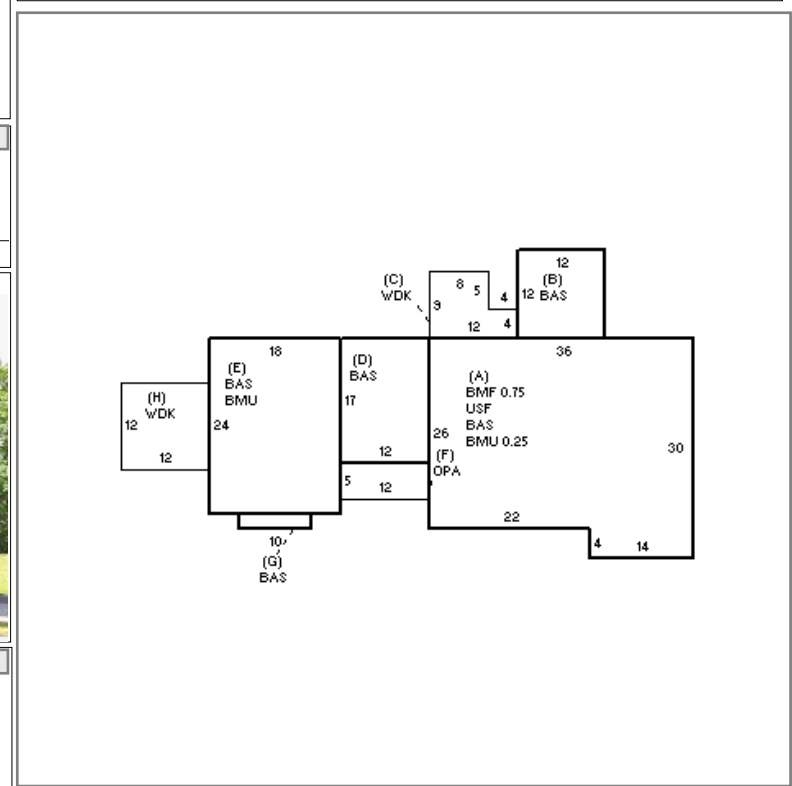 12
(B)
12 BAS
(C)
WDK
8
5
4
9
12
4
18
(E)
BAS
BMU
24
(D)
BAS
17
12
36
(A)
BMF 0.75
USF
BAS
BMU 0.25
26
(F)
OPA
30
(H)
WDK
12
12
5
12
22
4
14
10
(G)
BAS